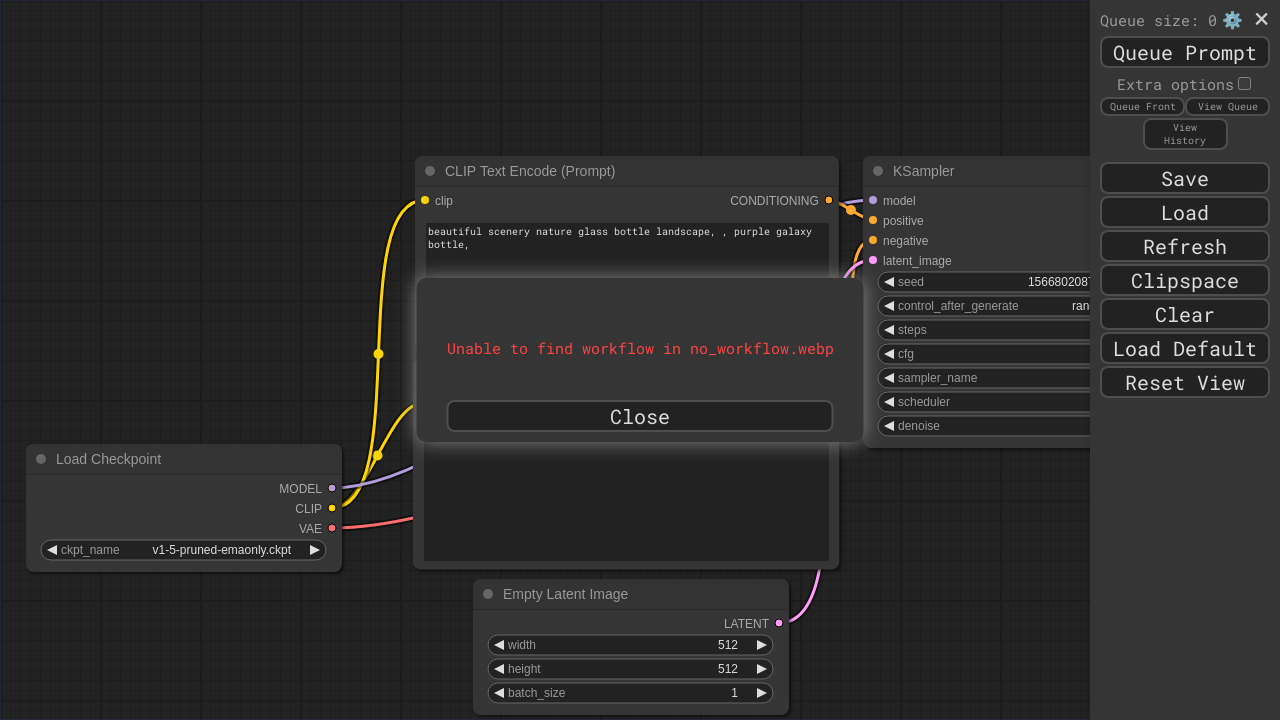 Queue size: 0
Queue Prompt
Extra options
Queue Front
View Queue
View
History
Save
Load
Refresh
Clipspace
Clear
Load Default
Reset View
CLIP Text Encode (Prompt)
clip
CONDITIONING
beautiful scenery nature glass bottle landscape, , purple galaxy
bottle,
KSampler
model
positive
negative
latent_image
seed
control_after_generate
steps
cfg
sampler_name
scheduler
denoise
Unable to find workflow in no_workflow.webp
Close
Load Checkpoint
MODEL
CLIP
VAE
ckpt_name v1-5-pruned-emaonly.ckpt
Empty Latent Image
LATENT
width 512
height 512
batch_size 1